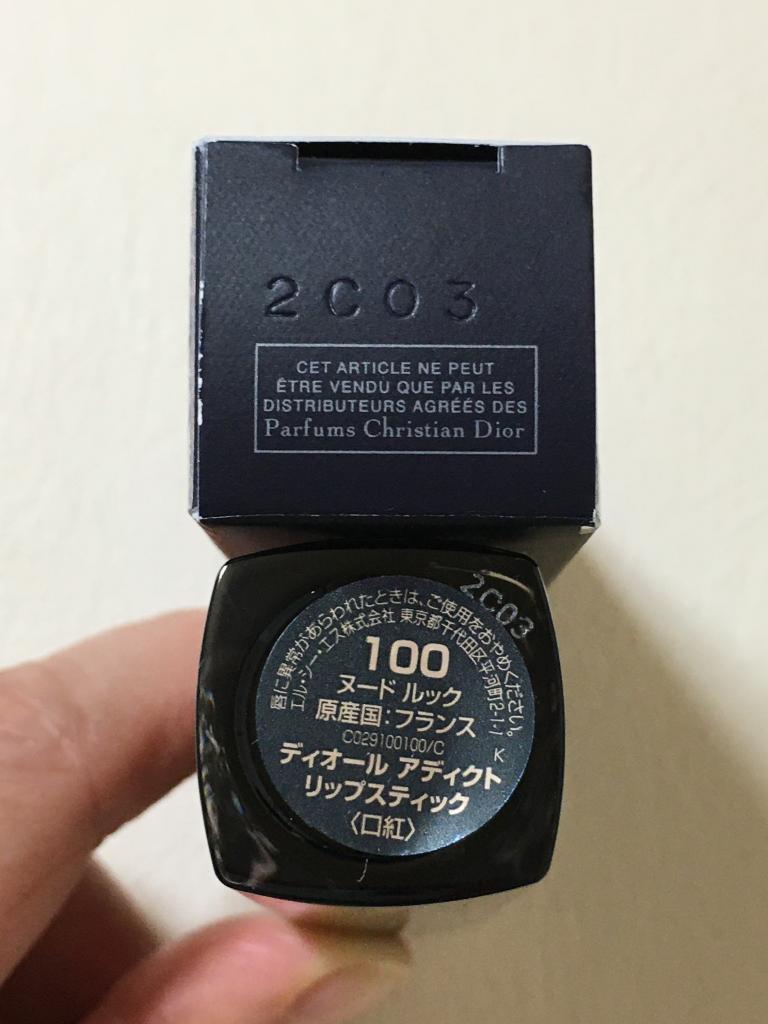 2C03
CET ARTICLE NE PEUT
ÊTRE VENDU QUE PAR LES
DISTRIBUTEURS AGRÉÉS DES
Parfums Christian Dior
2C03
唇に異常があらわれたときは、ご使用をおやめください。
エル・シー・エス株式会社 東京都千代田区平河町2-1-1
100
ヌード ルック
原産国:フランス
C029100100/C
K
ディオール アディクト
リップスティック
〈口紅〉